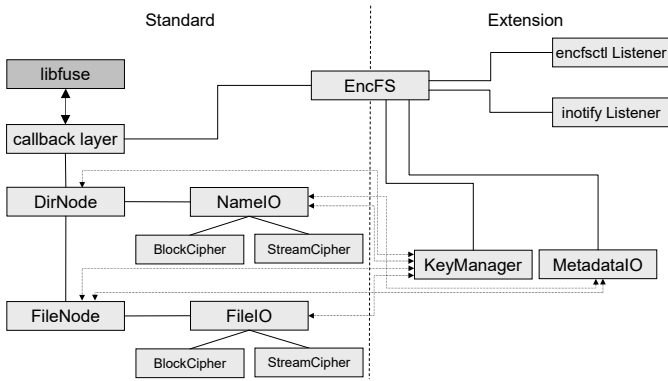 Standard
Extension
libfuse
EncFS
encfsctl Listener
inotify Listener
callback layer
DirNode
NameIO
BlockCipher
StreamCipher
KeyManager
MetadataIO
FileNode
FileIO
BlockCipher
StreamCipher